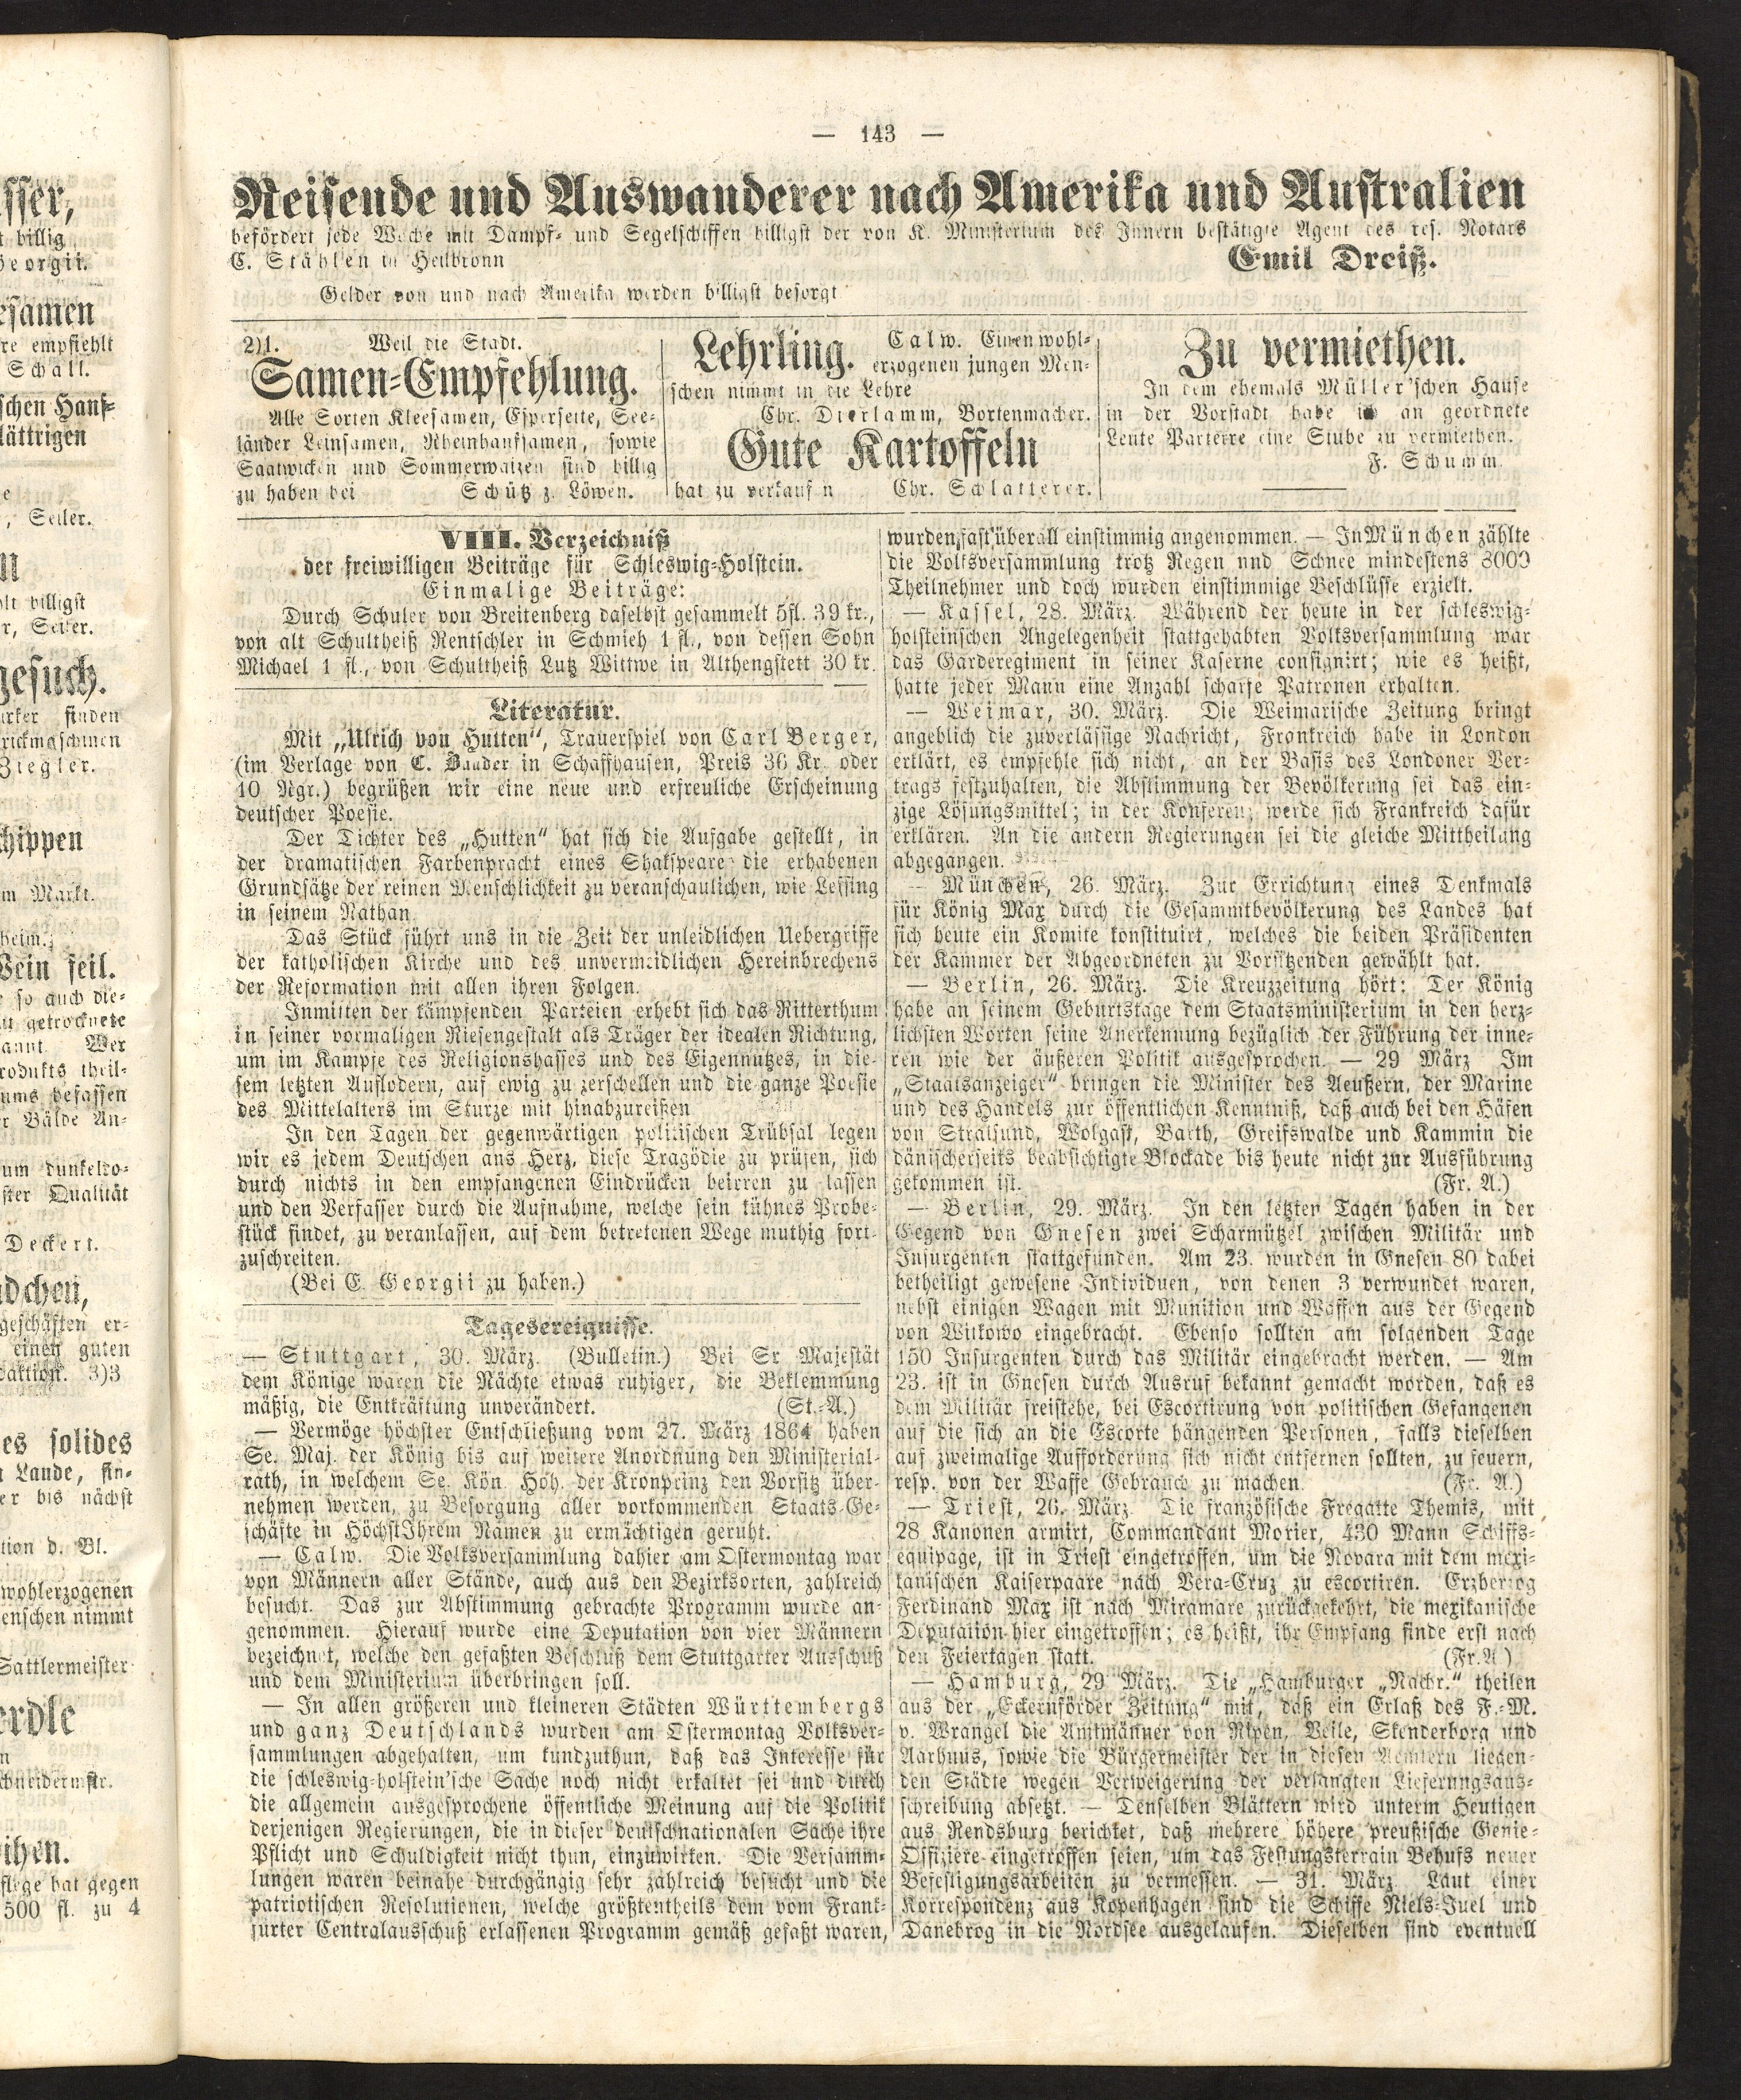 — 143 —
Reisende und Auswanderer nach Amerika und Australien
befördert jede Woche mit Dampf- und Segelschiffen billigst der von K. Ministerium des Innern bestätigte Agent des res. Notars
C. Stählen in Heilbronn
Emil Dreiß.
Gelder von und nach Amerika werden billigst besorgt
2)1. Weil die Stadt.
Samen-Empfehlung.
Alle Sorten Kleesamen, Esparsette, See-
länder Leinsamen, Rheinhanfsamen, sowie
Saatwicken und Sommerwaizen sind billig
zu haben bei Schütz z. Löwen.
Lehrling. Calw. Einen wohl-
erzogenen jungen Men-
schen nimmt in die Lehre
Chr. Dierlamm, Bortenmacher.
Gute Kartoffeln
hat zu verkaufen Chr. Schlatterer.
Zu vermiethen.
In dem ehemals Müller'schen Hause
in der Vorstadt habe ich an geordnete
Leute Parterre eine Stube zu vermiethen.
F. Schumm.
VIII. Verzeichniß
der freiwilligen Beiträge für Schleswig-Holstein.
Einmalige Beiträge:
Durch Schuler von Breitenberg daselbst gesammelt 5fl. 39 kr.,
von alt Schultheiß Rentschler in Schmieh 1 fl., von dessen Sohn
Michael 1 fl., von Schultheiß Lutz Wittwe in Althengstett 30 kr.
Literatur.
Mit „Ulrich von Hutten“, Trauerspiel von Carl Berger,
(im Verlage von C. Bauder in Schaffhausen, Preis 36 Kr. oder
10 Ngr.) begrüßen wir eine neue und erfreuliche Erscheinung
deutscher Poesie.
Der Dichter des „Hutten“ hat sich die Aufgabe gestellt, in
der dramatischen Farbenpracht eines Shakspeare die erhabenen
Grundsätze der reinen Menschlichkeit zu veranschaulichen, wie Lessing
in seinem Nathan.
Das Stück führt uns in die Zeit der unleidlichen Uebergriffe
der katholischen Kirche und des unvermeidlichen Hereinbrechens
der Reformation mit allen ihren Folgen.
Inmitten der kämpfenden Parteien erhebt sich das Ritterthum
in seiner vormaligen Riesengestalt als Träger der idealen Richtung,
um im Kampfe des Religionshasses und des Eigennutzes, in die-
sem letzten Auflodern, auf ewig zu zerschellen und die ganze Poesie
des Mittelalters im Sturze mit hinabzureißen
In den Tagen der gegenwärtigen politischen Trübsal legen
wir es jedem Deutschen ans Herz, diese Tragödie zu prüfen, sich
durch nichts in den empfangenen Eindrücken beirren zu lassen
und den Verfasser durch die Aufnahme, welche sein kühnes Probe-
stück findet, zu veranlassen, auf dem betretenen Wege muthig fort-
zuschreiten.
(Bei E. Georgii zu haben.)
Tagesereignisse.
— Stuttgart, 30. März. (Bulletin.) Bei Sr Majestät
dem Könige waren die Nächte etwas ruhiger, die Beklemmung
mäßig, die Entkräftung unverändert. (St.-A.)
— Vermöge höchster Entschließung vom 27. März 1864 haben
Se. Maj. der König bis auf weitere Anordnung den Ministerial-
rath, in welchem Se. Kön. Hoh. der Kronprinz den Vorsitz über-
nehmen werden, zu Besorgung aller vorkommenden Staats-Ge-
schäfte in HöchstIhrem Namen zu ermächtigen geruht.
— Calw. Die Volksversammlung dahier am Ostermontag war
von Männern aller Stände, auch aus den Bezirksorten, zahlreich
besucht. Das zur Abstimmung gebrachte Programm wurde an-
genommen. Hierauf wurde eine Deputation von vier Männern
bezeichnet, welche den gefaßten Beschluß dem Stuttgarter Ausschuß
und dem Ministerium überbringen soll.
— In allen größeren und kleineren Städten Württembergs
und ganz Deutschlands wurden am Ostermontag Volksver-
sammlungen abgehalten, um kundzuthun, daß das Interesse für
die schleswig-holstein'sche Sache noch nicht erkaltet sei und durch
die allgemein ausgesprochene öffentliche Meinung auf die Politik
derjenigen Regierungen, die in dieser deutschnationalen Sache ihre
Pflicht und Schuldigkeit nicht thun, einzuwirken. Die Versamm-
lungen waren beinahe durchgängig sehr zahlreich besucht und die
patriotischen Resolutionen, welche größtentheils dem vom Frank-
furter Centralausschuß erlassenen Programm gemäß gefaßt waren,
wurden fast überall einstimmig angenommen. — In München zählte
die Volksversammlung trotz Regen und Schnee mindestens 3000
Theilnehmer und doch wurden einstimmige Beschlüsse erzielt.
— Kassel, 28. März. Während der heute in der schleswig-
holsteinschen Angelegenheit stattgehabten Volksversammlung war
das Garderegiment in seiner Kaserne consignirt; wie es heißt,
hatte jeder Mann eine Anzahl scharfe Patronen erhalten.
— Weimar, 30. März. Die Weimarische Zeitung bringt
angeblich die zuverlässige Nachricht, Frankreich habe in London
erklärt, es empfehle sich nicht, an der Basis des Londoner Ver-
trags festzuhalten, die Abstimmung der Bevölkerung sei das ein-
zige Lösungsmittel; in der Konferenz werde sich Frankreich dafür
erklären. An die andern Regierungen sei die gleiche Mittheilung
abgegangen.
— München, 26. März. Zur Errichtung eines Denkmals
für König Max durch die Gesammtbevölkerung des Landes hat
sich heute ein Komite konstituirt, welches die beiden Präsidenten
der Kammer der Abgeordneten zu Vorsitzenden gewählt hat.
— Berlin, 26. März. Die Kreuzzeitung hört: Der König
habe an seinem Geburtstage dem Staatsministerium in den herz-
lichsten Worten seine Anerkennung bezüglich der Führung der inne-
ren wie der äußeren Politik ausgesprochen. — 29 März Im
„Staatsanzeiger“ bringen die Minister des Aeußern, der Marine
und des Handels zur öffentlichen Kenntniß, daß auch bei den Häfen
von Stralsund, Wolgast, Barth, Greifswalde und Kammin die
dänischerseits beabsichtigte Blockade bis heute nicht zur Ausführung
gekommen ist. (Fr. A.)
— Berlin, 29. März. In den letzten Tagen haben in der
Gegend von Gnesen zwei Scharmützel zwischen Militär und
Insurgenten stattgefunden. Am 23. wurden in Gnesen 80 dabei
betheiligt gewesene Individuen, von denen 3 verwundet waren,
nebst einigen Wagen mit Munition und Waffen aus der Gegend
von Witkowo eingebracht. Ebenso sollten am folgenden Tage
150 Insurgenten durch das Militär eingebracht werden. — Am
23. ist in Gnesen durch Ausruf bekannt gemacht worden, daß es
dem Militär freistehe, bei Escortirung von politischen Gefangenen
auf die sich an die Escorte hängenden Personen, falls dieselben
auf zweimalige Aufforderung sich nicht entfernen sollten, zu feuern,
resp. von der Waffe Gebrauch zu machen. (Fr. A.)
— Triest, 26. März. Die französische Fregatte Themis, mit
28 Kanonen armirt, Commandant Morier, 430 Mann Schiffs-
equipage, ist in Triest eingetroffen, um die Novara mit dem mexi-
kanischen Kaiserpaare nach Vera-Cruz zu escortiren. Erzherzog
Ferdinand Max ist nach Miramare zurückgekehrt, die mexikanische
Deputation hier eingetroffen; es heißt, ihr Empfang finde erst nach
den Feiertagen statt. (Fr. A.)
— Hamburg, 29 März. Die „Hamburger „Nachr.“ theilen
aus der „Eckernförder Zeitung“ mit, daß ein Erlaß des F.-M.
v. Wrangel die Amtmänner von Ripen, Veile, Skenderborg und
Aarhuus, sowie die Bürgermeister der in diesen Aemtern liegen-
den Städte wegen Verweigerung der verlangten Lieferungsaus-
schreibung absetzt. — Denselben Blättern wird unterm Heutigen
aus Rendsburg berichtet, daß mehrere höhere preußische Genie-
Offiziere eingetroffen seien, um das Festungsterrain Behufs neuer
Befestigungsarbeiten zu vermessen. — 31. März Laut einer
Korrespondenz aus Kopenhagen sind die Schiffe Niels-Juel und
Danebrog in die Nordsee ausgelaufen. Dieselben sind eventuell